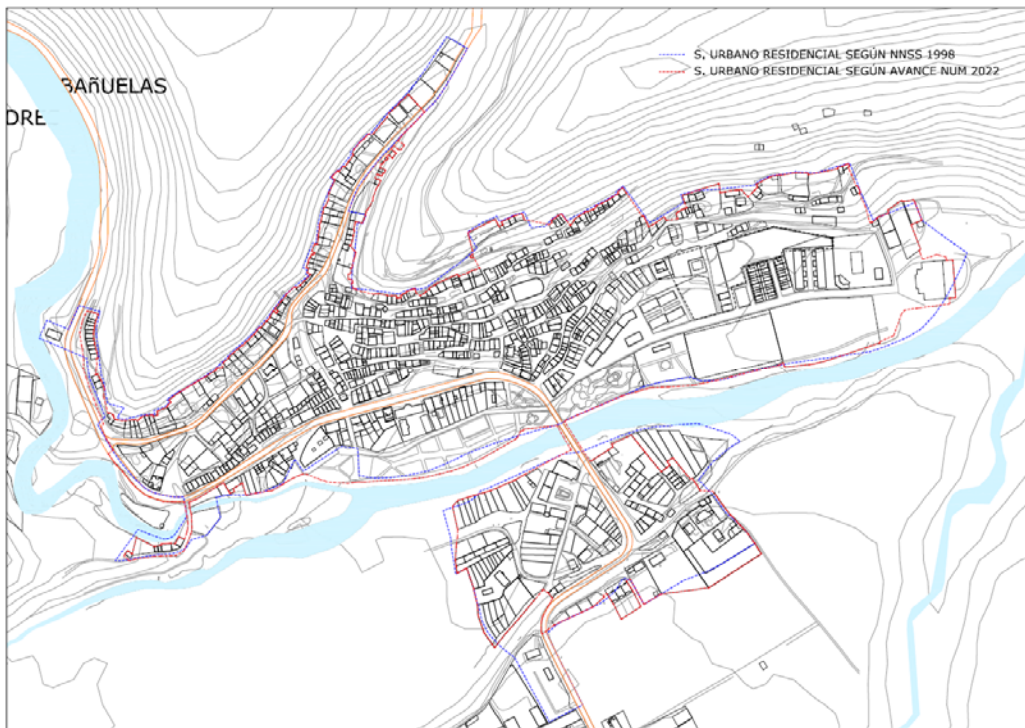 S, URBANO RESIDENCIAL SEGÚN NNSS 1998
S, URBANO RESIDENCIAL SEGÚN AVANCE NUM 2022
BAñUELAS
DRE